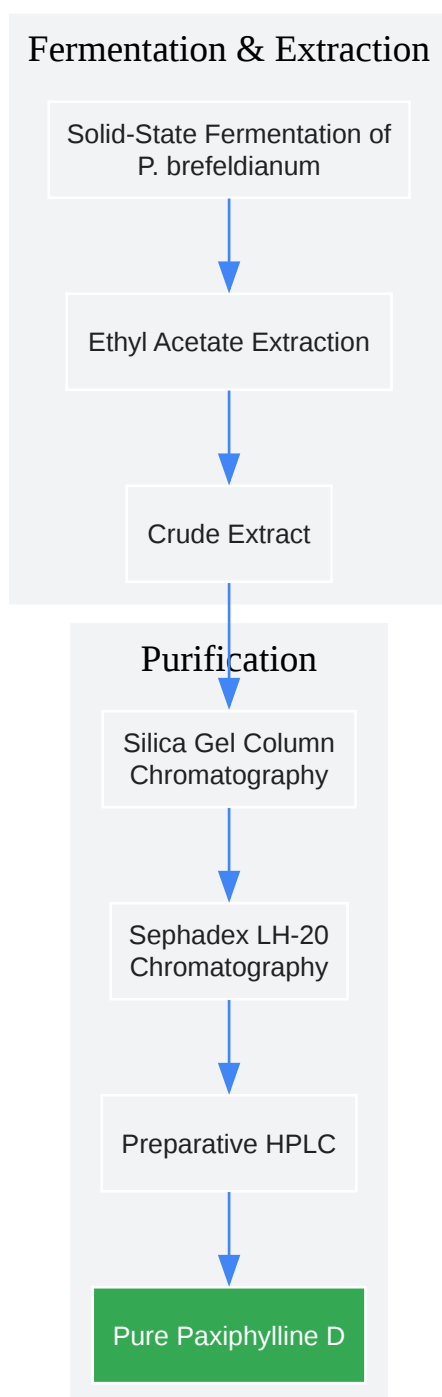 Fermentation & Extraction
Solid-State Fermentation of
P. brefeldianum
Ethyl Acetate Extraction
Crude Extract
Purification
Silica Gel Column
Chromatography
Sephadex LH-20
Chromatography
Preparative HPLC
Pure Paxiphylline D